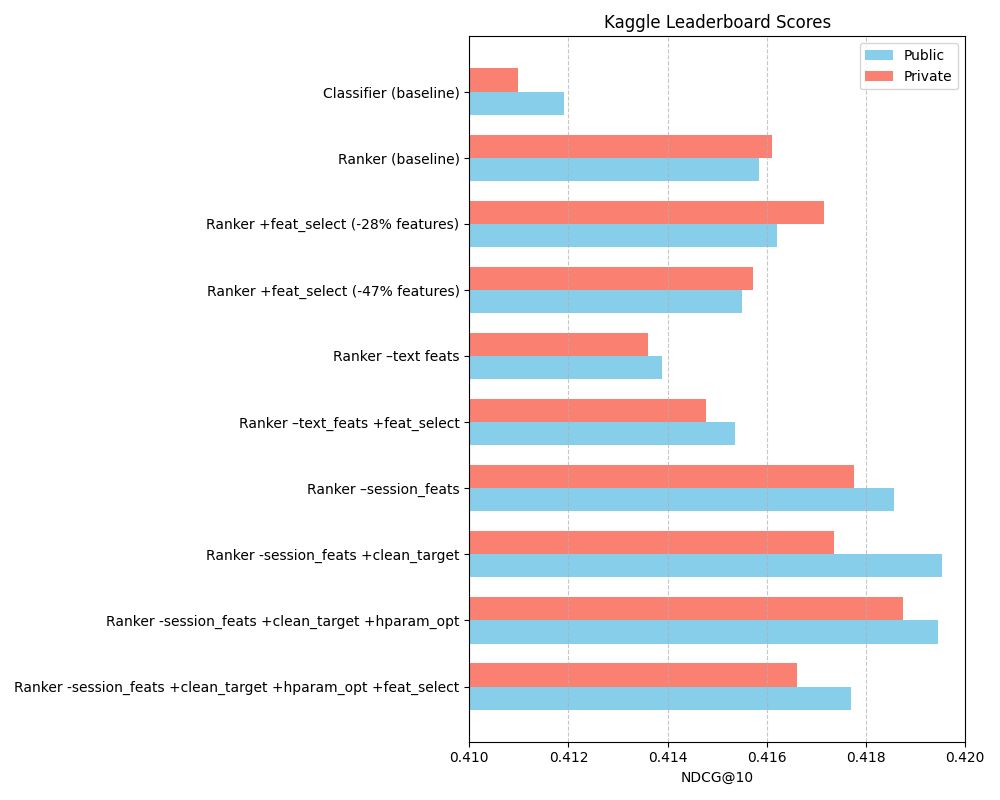 Kaggle Leaderboard Scores
Public
Private
Classifier (baseline)
Ranker (baseline)
Ranker +feat_select (-28% features)
Ranker +feat_select (-47% features)
Ranker –text feats
Ranker –text_feats +feat_select
Ranker –session_feats
Ranker -session_feats +clean_target
Ranker -session_feats +clean_target +hparam_opt
Ranker -session_feats +clean_target +hparam_opt +feat_select
0.410 0.412 0.414 0.416 0.418 0.420
NDCG@10